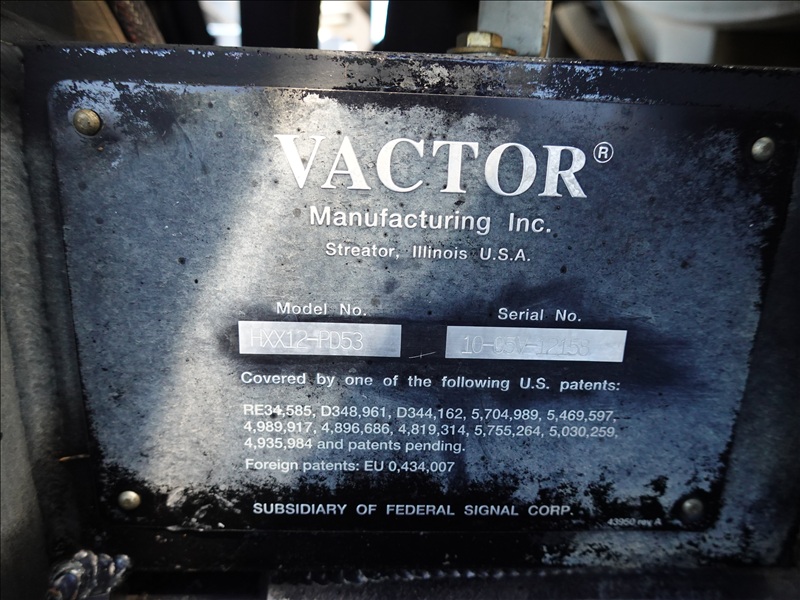 VACTOR®
Manufacturing Inc.
Streator, Illinois U.S.A.
Model No. Serial No.
HXX12-PD53
Covered by one of the following U.S. patents:
RE34,585, D348,961, D344,162, 5,704,989, 5,469,597,
4,989,917, 4,896,686, 4,819,314, 5,755,264, 5,030,259,
4,935,984 and patents pending.
Foreign patents: EU 0,434,007
SUBSIDIARY OF FEDERAL SIGNAL CORP.
43950 rev A